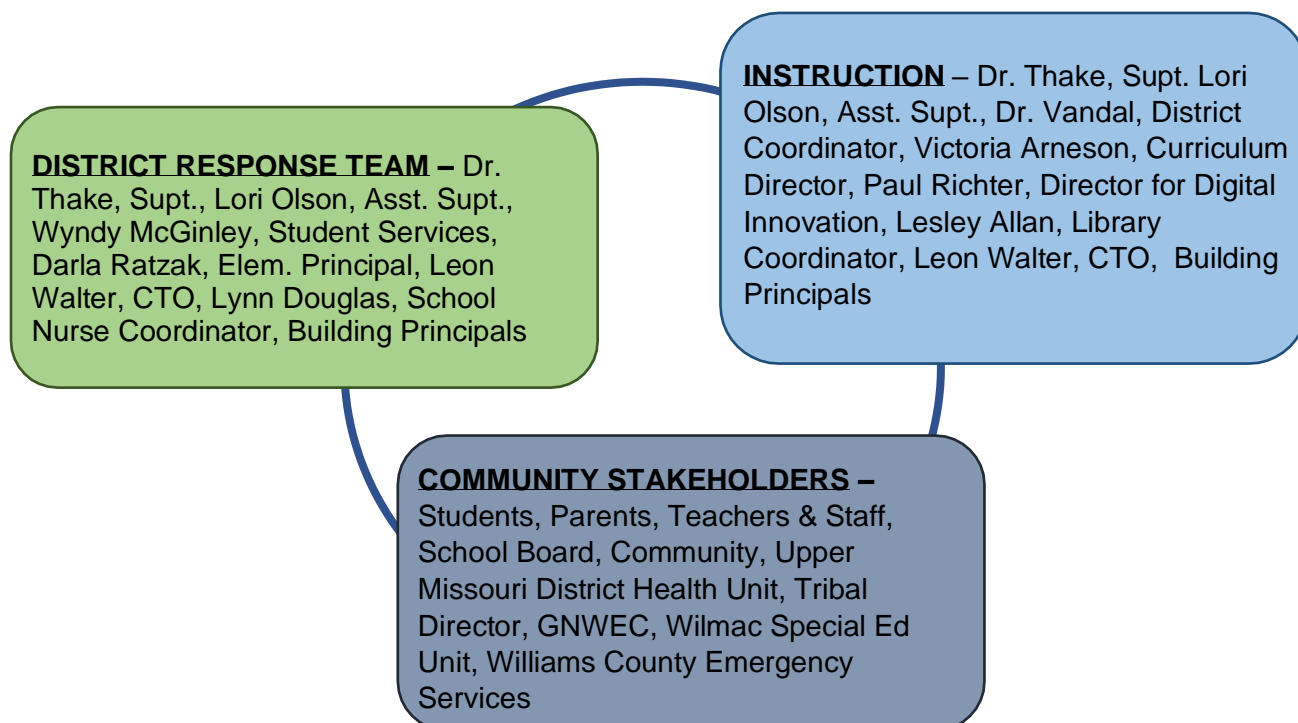 DISTRICT RESPONSE TEAM – Dr.
Thake, Supt., Lori Olson, Asst. Supt.,
Wyndy McGinley, Student Services,
Darla Ratzak, Elem. Principal, Leon
Walter, CTO, Lynn Douglas, School
Nurse Coordinator, Building Principals
INSTRUCTION – Dr. Thake, Supt. Lori
Olson, Asst. Supt., Dr. Vandal, District
Coordinator, Victoria Arneson, Curriculum
Director, Paul Richter, Director for Digital
Innovation, Lesley Allan, Library
Coordinator, Leon Walter, CTO, Building
Principals
COMMUNITY STAKEHOLDERS –
Students, Parents, Teachers & Staff,
School Board, Community, Upper
Missouri District Health Unit, Tribal
Director, GNWEC, Wilmac Special Ed
Unit, Williams County Emergency
Services